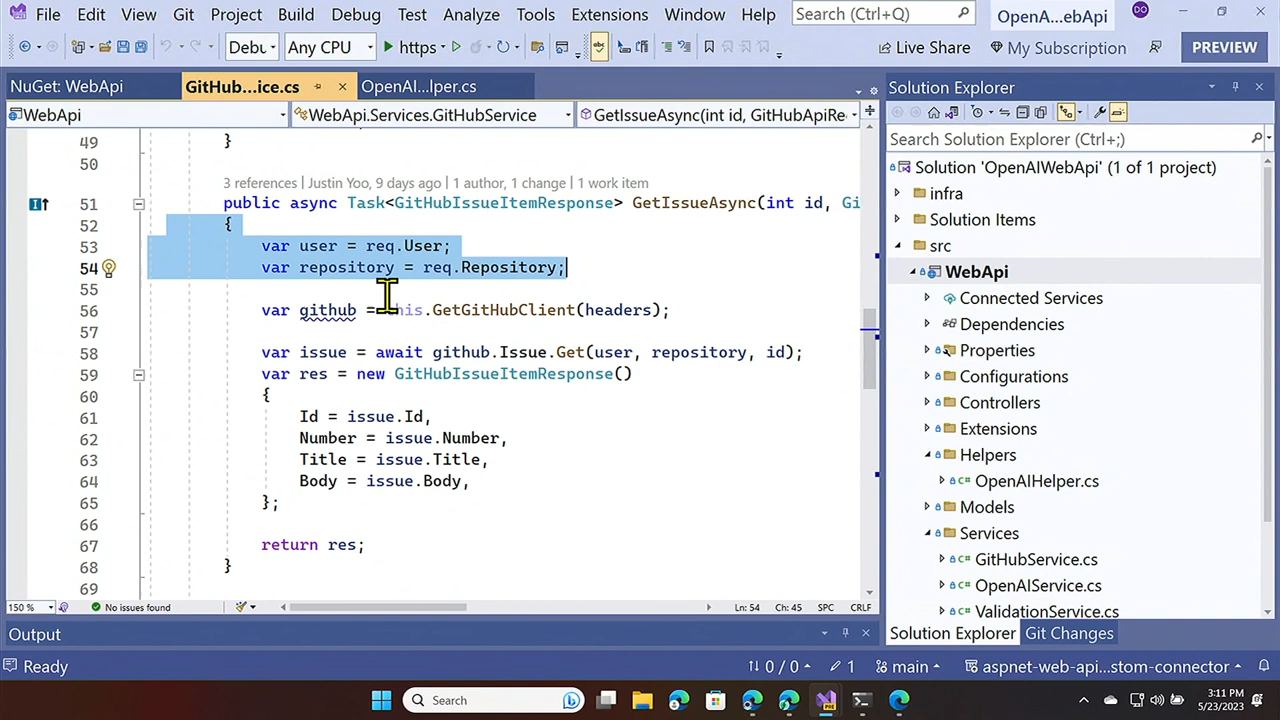 File Edit View Git Project Build Debug Test Analyze Tools Extensions Window Help Search (Ctrl+Q) OpenA...ebApi DO
Debu Any CPU https Live Share My Subscription PREVIEW
NuGet: WebApi GitHub...ice.cs OpenAI...lper.cs
WebApi WebApi.Services.GitHubService GetIssueAsync(int id, GitHubApiRe
49 }
50
3 references | Justin Yoo, 9 days ago | 1 author, 1 change | 1 work item
51 public async Task<GitHubIssueItemResponse> GetIssueAsync(int id, Gi
52 {
53 var user = req.User;
54 var repository = req.Repository;
55
56 var github = this.GetGitHubClient(headers);
57
58 var issue = await github.Issue.Get(user, repository, id);
59 var res = new GitHubIssueItemResponse()
60 {
61 Id = issue.Id,
62 Number = issue.Number,
63 Title = issue.Title,
64 Body = issue.Body,
65 };
66
67 return res;
68 }
69
150 % No issues found Ln: 54 Ch: 45 SPC CRLF
Output
Solution Explorer
Search Solution Explorer (Ctrl+;)
Solution 'OpenAIWebApi' (1 of 1 project)
infra
Solution Items
src
WebApi
Connected Services
Dependencies
Properties
Configurations
Controllers
Extensions
Helpers
C# OpenAIHelper.cs
Models
Services
C# GitHubService.cs
C# OpenAIService.cs
C# ValidationService.cs
Solution Explorer Git Changes
Ready 0 / 0 1 main aspnet-web-api...stom-connector
Search 3:11 PM
5/23/2023